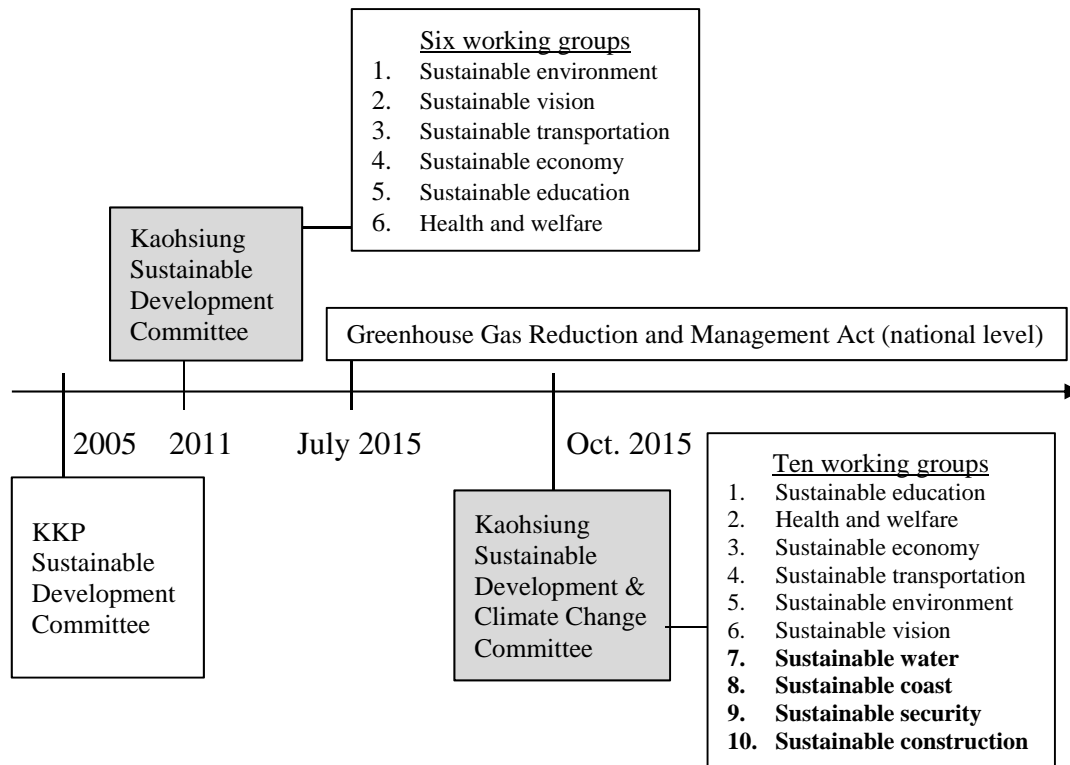 Six working groups
1. Sustainable environment
2. Sustainable vision
3. Sustainable transportation
4. Sustainable economy
5. Sustainable education
6. Health and welfare
Kaohsiung
Sustainable
Development
Committee
Greenhouse Gas Reduction and Management Act (national level)
2005
2011
July 2015
Oct. 2015
KKP
Sustainable
Development
Committee
Kaohsiung
Sustainable
Development &
Climate Change
Committee
Ten working groups
1. Sustainable education
2. Health and welfare
3. Sustainable economy
4. Sustainable transportation
5. Sustainable environment
6. Sustainable vision
7. Sustainable water
8. Sustainable coast
9. Sustainable security
10. Sustainable construction